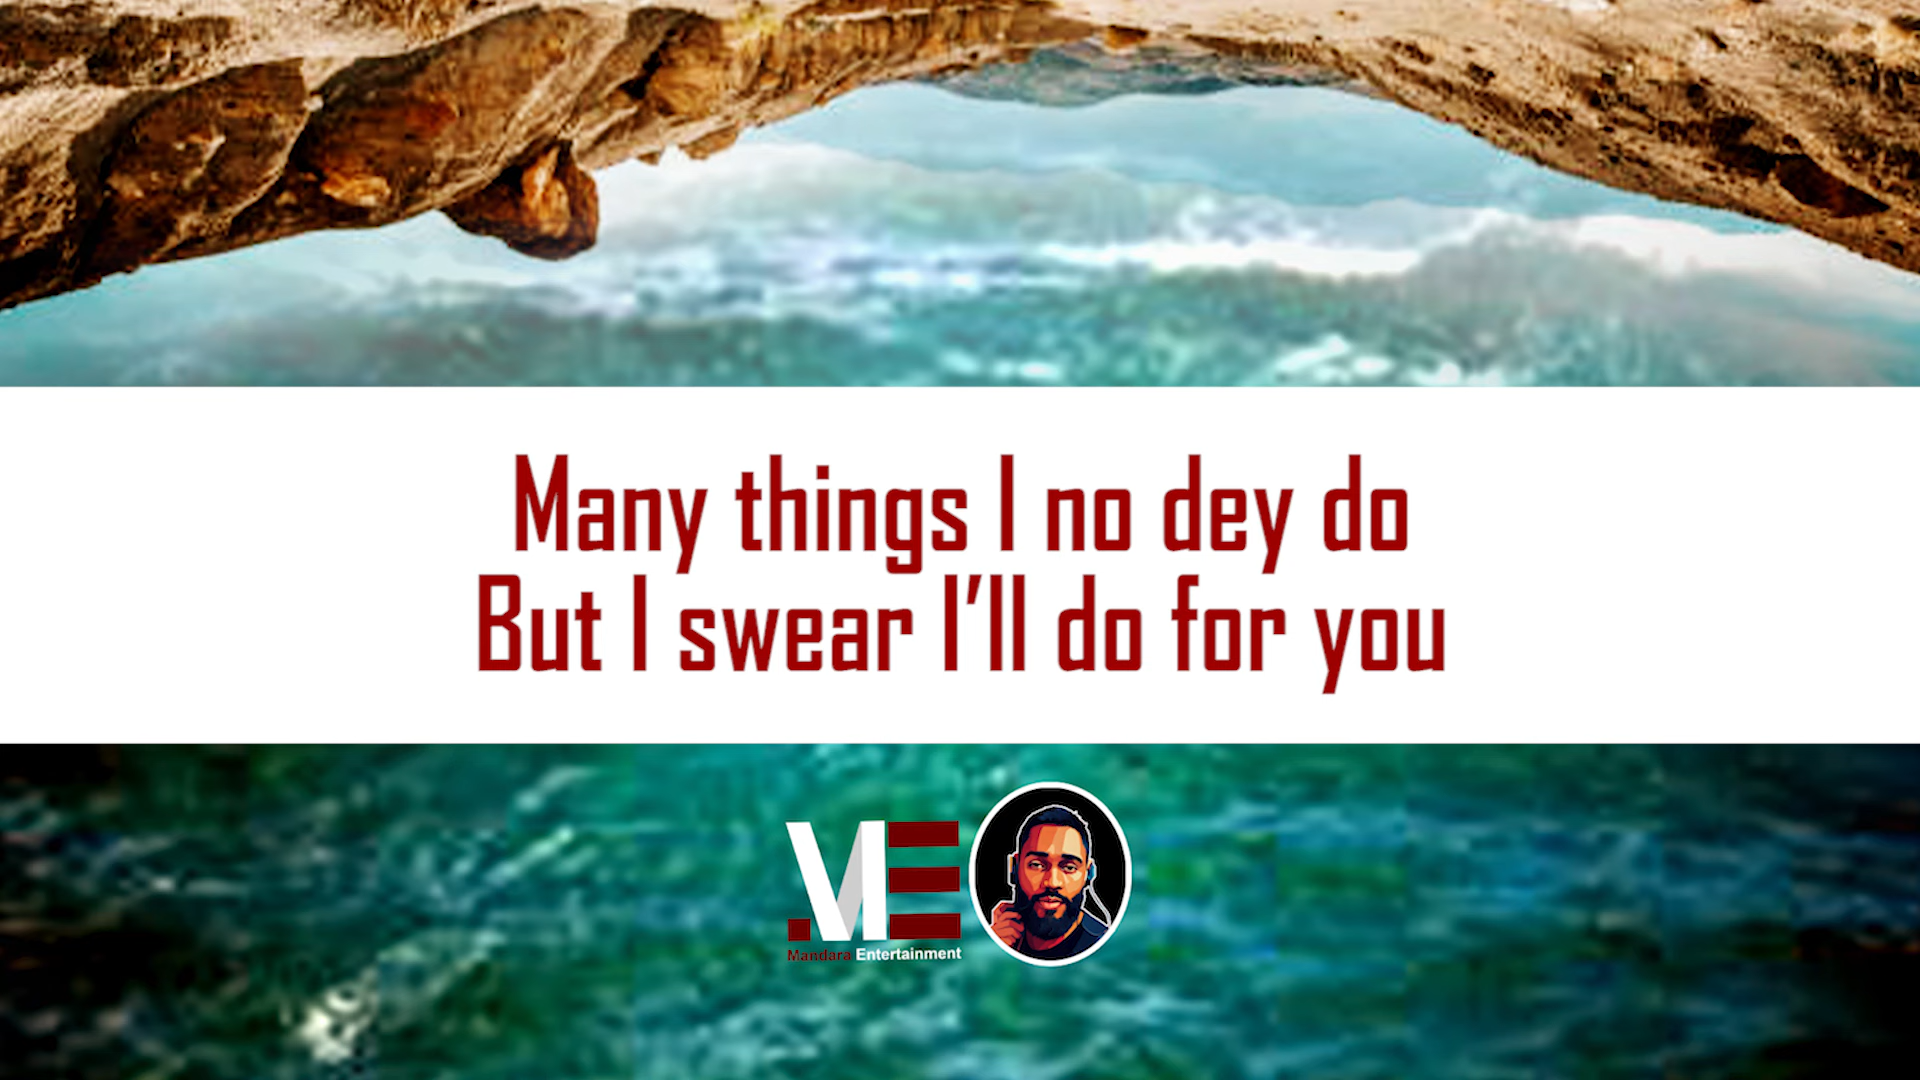 Many things I no dey do
But I swear I'll do for you
ME
Mandara Entertainment